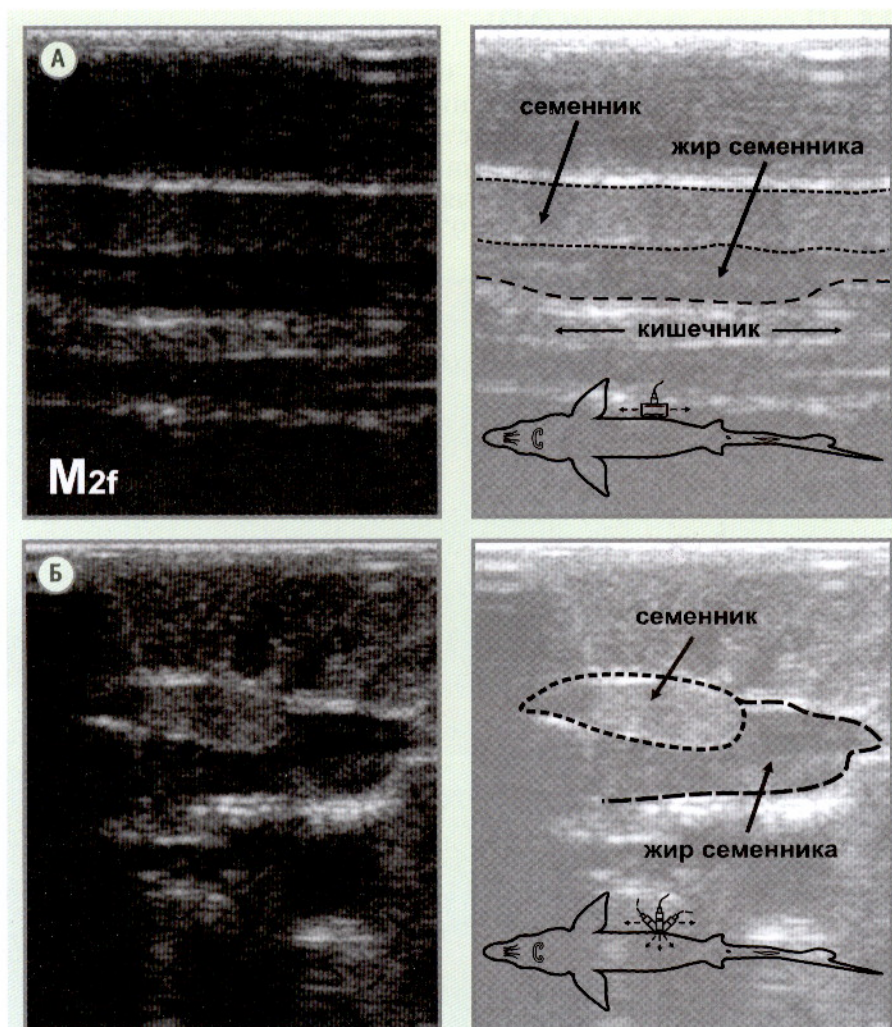 А
семенник
жир семенника
кишечник
M2f
Б
семенник
жир семенника